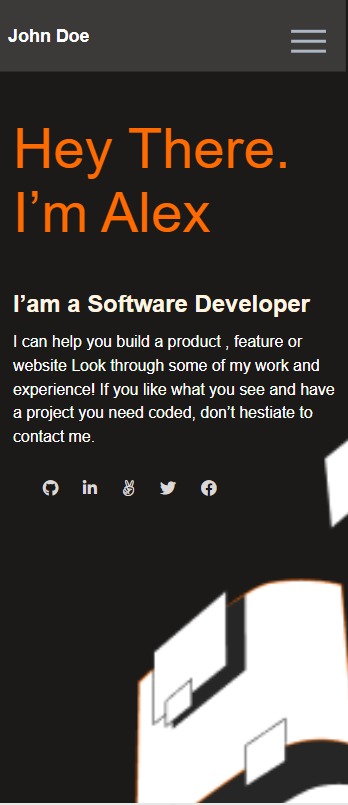 John Doe
Hey There.
I’m Alex
I’am a Software Developer
I can help you build a product , feature or
website Look through some of my work and
experience! If you like what you see and have
a project you need coded, don’t hestiate to
contact me.